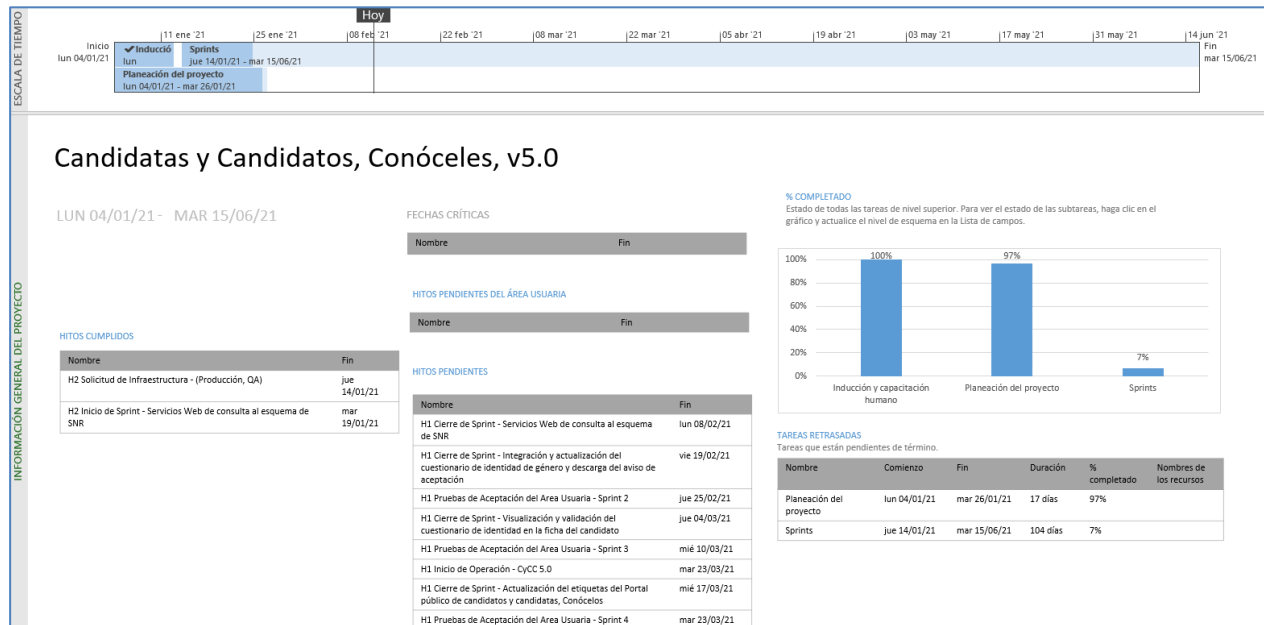 ESCALA DE TIEMPO
Hoy
11 ene '21
25 ene '21
08 feb '21
22 feb '21
08 mar '21
22 mar '21
05 abr '21
19 abr '21
03 may '21
17 may '21
31 may '21
14 jun '21
Inicio
lun 04/01/21
Inducció
lun
Sprints
jue 14/01/21 - mar 15/06/21
Planeación del proyecto
lun 04/01/21 - mar 26/01/21
Fin
mar 15/06/21
INFORMACIÓN GENERAL DEL PROYECTO
Candidatas y Candidatos, Conóceles, v5.0
LUN 04/01/21 - MAR 15/06/21
HITOS CUMPLIDOS
Nombre Fin
H2 Solicitud de Infraestructura - (Producción, QA) jue
14/01/21
H2 Inicio de Sprint - Servicios Web de consulta al esquema de mar
SNR 19/01/21
FECHAS CRÍTICAS
Nombre Fin
HITOS PENDIENTES DEL ÁREA USUARIA
Nombre Fin
HITOS PENDIENTES
Nombre Fin
H1 Cierre de Sprint - Servicios Web de consulta al esquema lun 08/02/21
de SNR
H1 Cierre de Sprint - Integración y actualización del vie 19/02/21
cuestionario de identidad de género y descarga del aviso de
aceptación
H1 Pruebas de Aceptación del Area Usuaria - Sprint 2 jue 25/02/21
H1 Cierre de Sprint - Visualización y validación del jue 04/03/21
cuestionario de identidad en la ficha del candidato
H1 Pruebas de Aceptación del Area Usuaria - Sprint 3 mié 10/03/21
H1 Inicio de Operación - CyCC 5.0 mar 23/03/21
H1 Cierre de Sprint - Actualización del etiquetas del Portal mié 17/03/21
público de candidatos y candidatas, Conócelos
H1 Pruebas de Aceptación del Area Usuaria - Sprint 4 mar 23/03/21
% COMPLETADO
Estado de todas las tareas de nivel superior. Para ver el estado de las subtareas, haga clic en el
gráfico y actualice el nivel de esquema en la Lista de campos.
100%
80%
60%
40%
20%
0%
100%
97%
7%
Inducción y capacitación
humano
Planeación del proyecto
Sprints
TAREAS RETRASADAS
Tareas que están pendientes de término.
Nombre Comienzo Fin Duración % Nombres de
completado los recursos
Planeación del lun 04/01/21 mar 26/01/21 17 días 97%
proyecto
Sprints jue 14/01/21 mar 15/06/21 104 días 7%